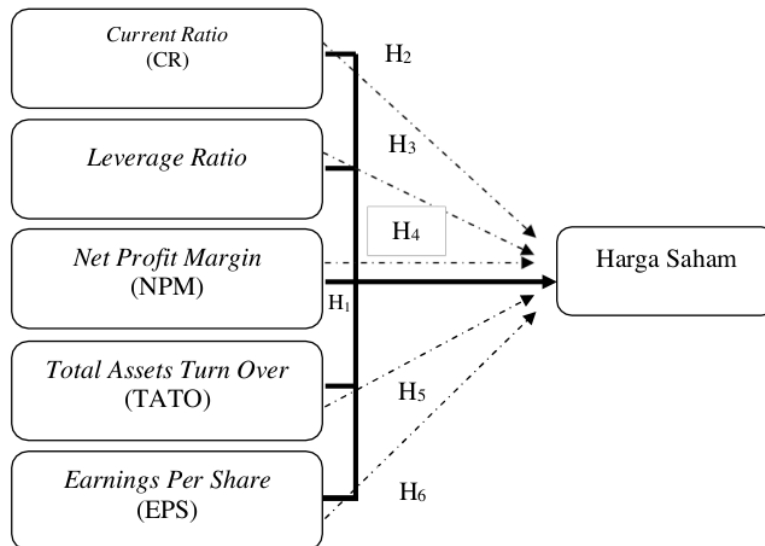 Current Ratio
(CR)
H2
H3
Leverage Ratio
H4
Net Profit Margin
(NPM)
Harga Saham
H1
Total Assets Turn Over
(TATO)
H5
Earnings Per Share
(EPS)
H6